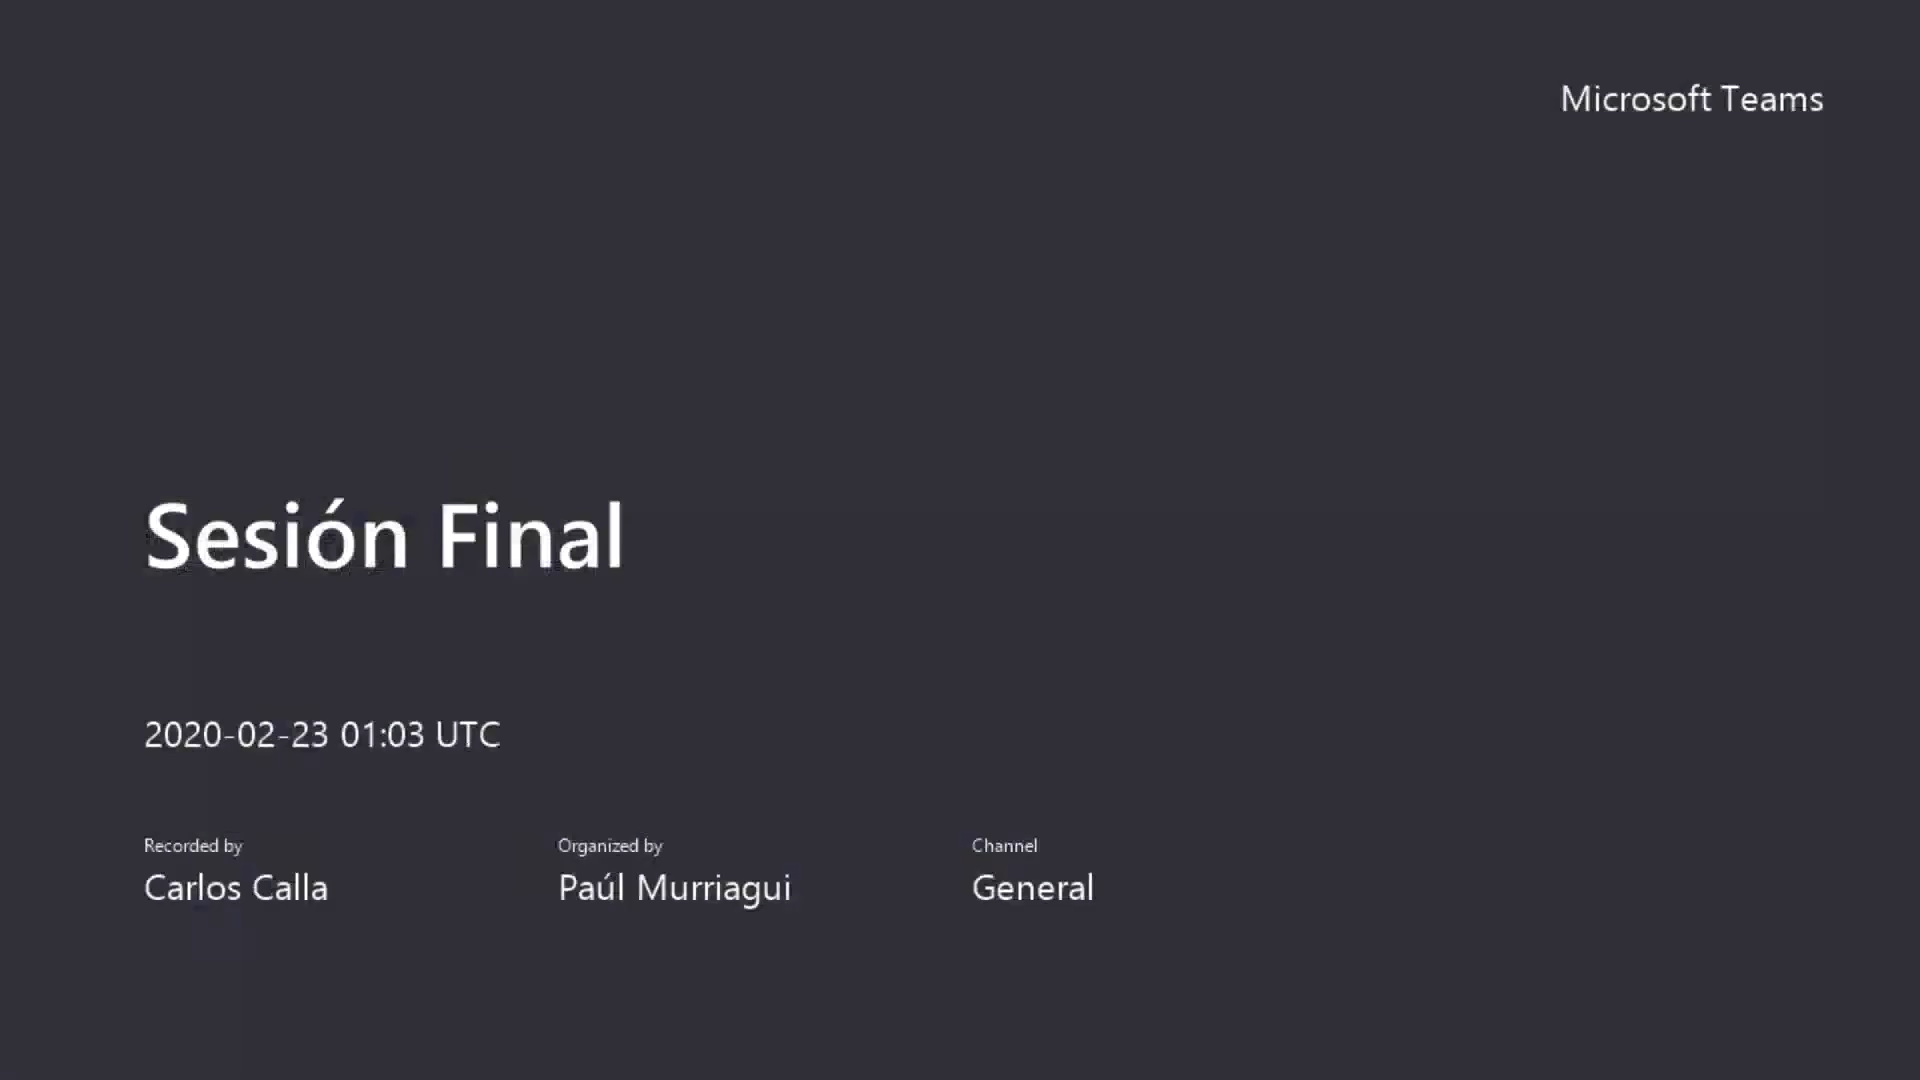 Microsoft Teams
Sesión Final
2020-02-23 01:03 UTC
Recorded by
Carlos Calla
Organized by
Paúl Murriagui
Channel
General